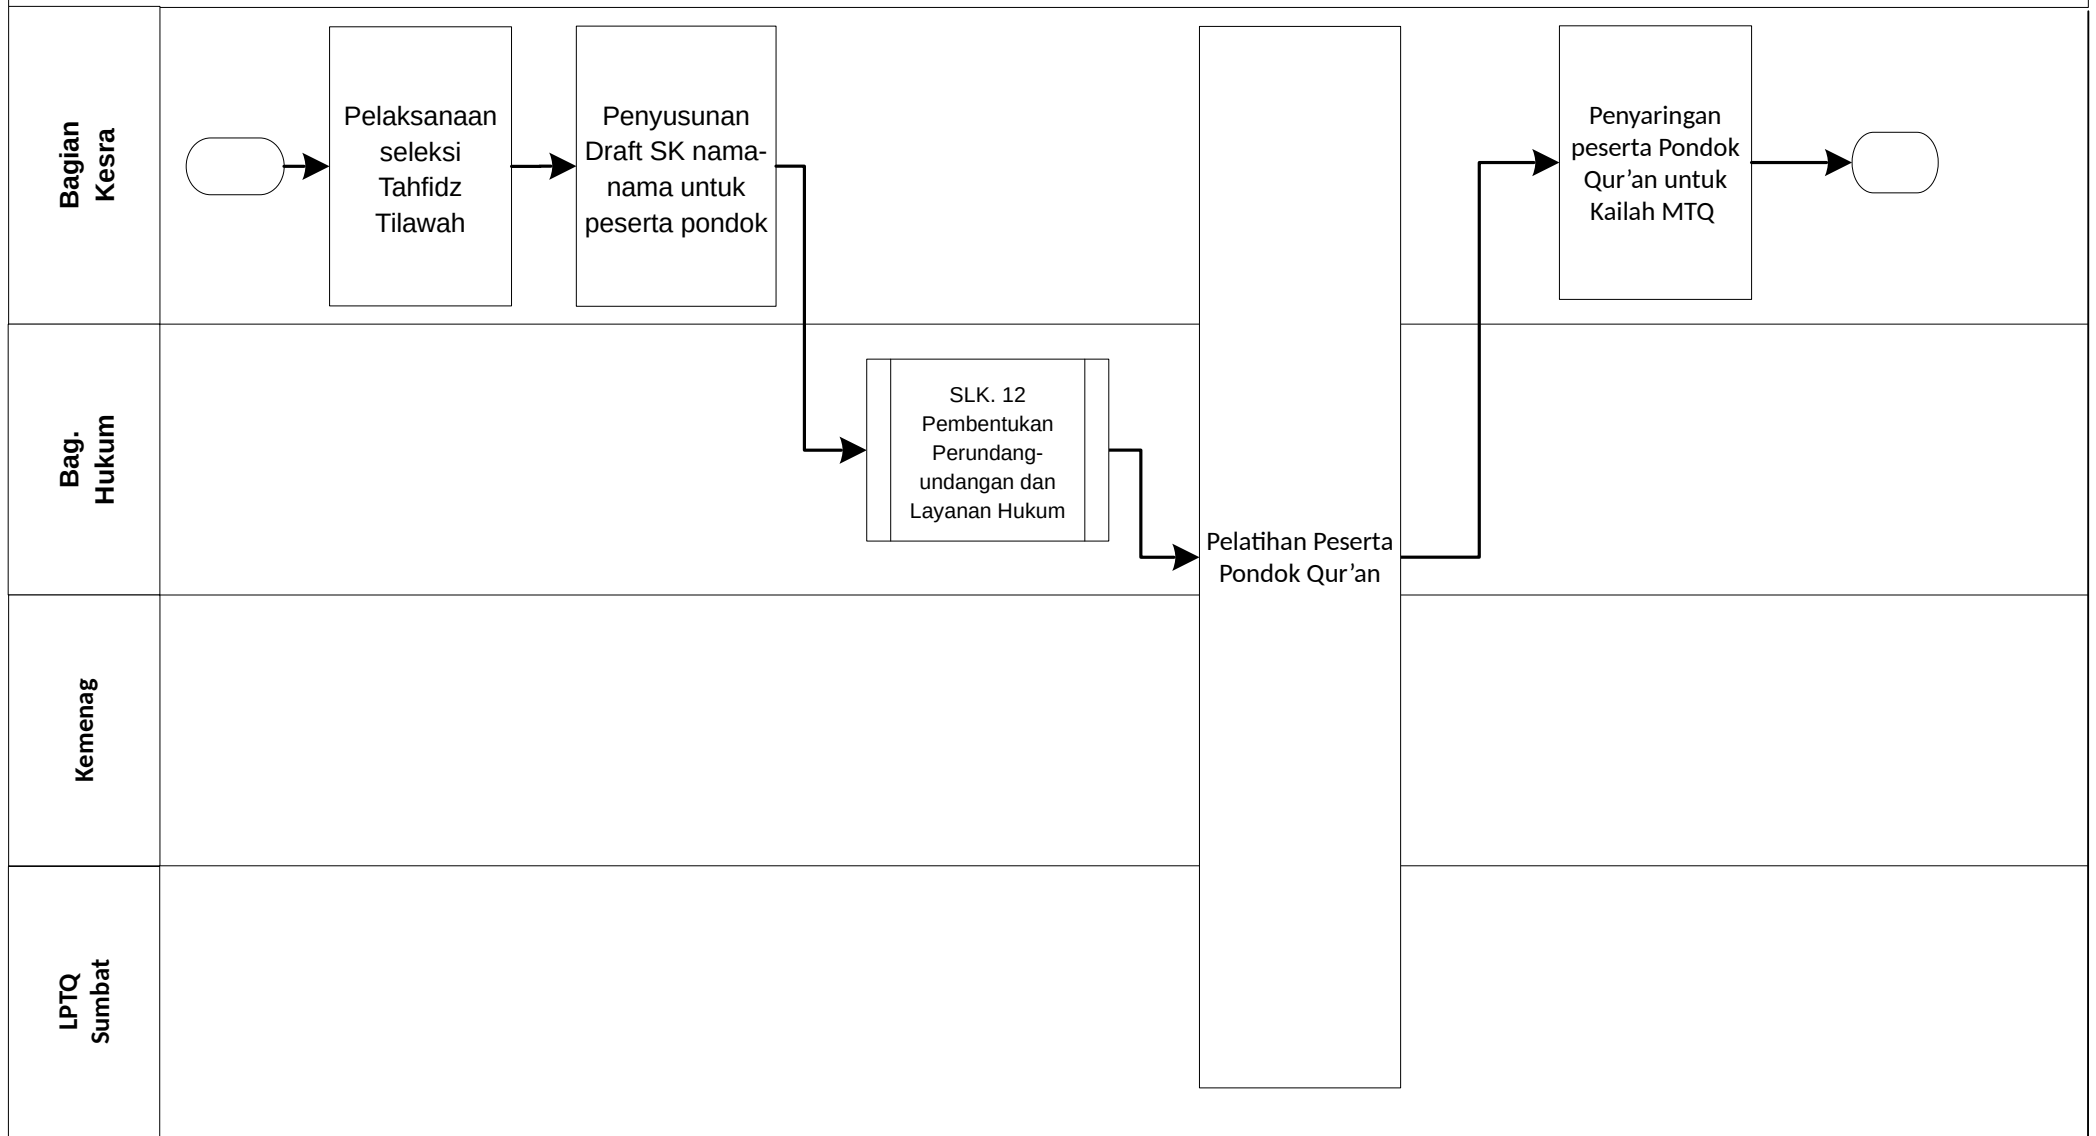 Bagian
Kesra
Pelaksanaan
seleksi
Tahfidz
Tilawah
Penyusunan
Draft SK nama-
nama untuk
peserta pondok
Penyaringan
peserta Pondok
Qur’an untuk
Kailah MTQ
Bag.
Hukum
SLK. 12
Pembentukan
Perundang-
undangan dan
Layanan Hukum
Pelatihan Peserta
Pondok Qur’an
Kemenag
LPTQ
Sumbat